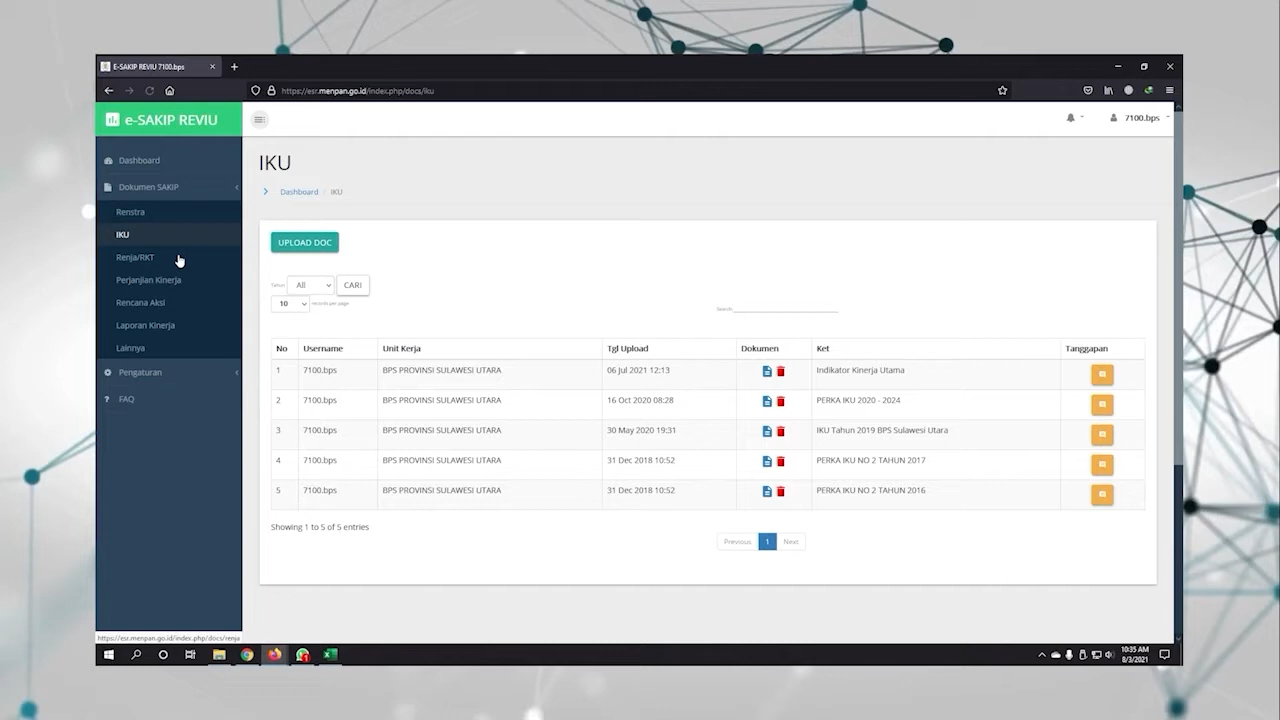 E-SAKIP REVIU 7100.bps
https://esr.menpan.go.id/index.php/docs/iku
e-SAKIP REVIU
7100.bps
Dashboard
Dokumen SAKIP
Renstra
IKU
Renja/RKT
Perjanjian Kinerja
Rencana Aksi
Laporan Kinerja
Lainnya
Pengaturan
FAQ
IKU
Dashboard / IKU
UPLOAD DOC
Tahun All CARI
10 records per page
Search:
No Username Unit Kerja Tgl Upload Dokumen Ket Tanggapan
1 7100.bps BPS PROVINSI SULAWESI UTARA 06 Jul 2021 12:13 Indikator Kinerja Utama
2 7100.bps BPS PROVINSI SULAWESI UTARA 16 Oct 2020 08:28 PERKA IKU 2020 - 2024
3 7100.bps BPS PROVINSI SULAWESI UTARA 30 May 2020 19:31 IKU Tahun 2019 BPS Sulawesi Utara
4 7100.bps BPS PROVINSI SULAWESI UTARA 31 Dec 2018 10:52 PERKA IKU NO 2 TAHUN 2017
5 7100.bps BPS PROVINSI SULAWESI UTARA 31 Dec 2018 10:52 PERKA IKU NO 2 TAHUN 2016
Showing 1 to 5 of 5 entries
Previous 1 Next
https://esr.menpan.go.id/index.php/docs/renja
10:35 AM
8/3/2021